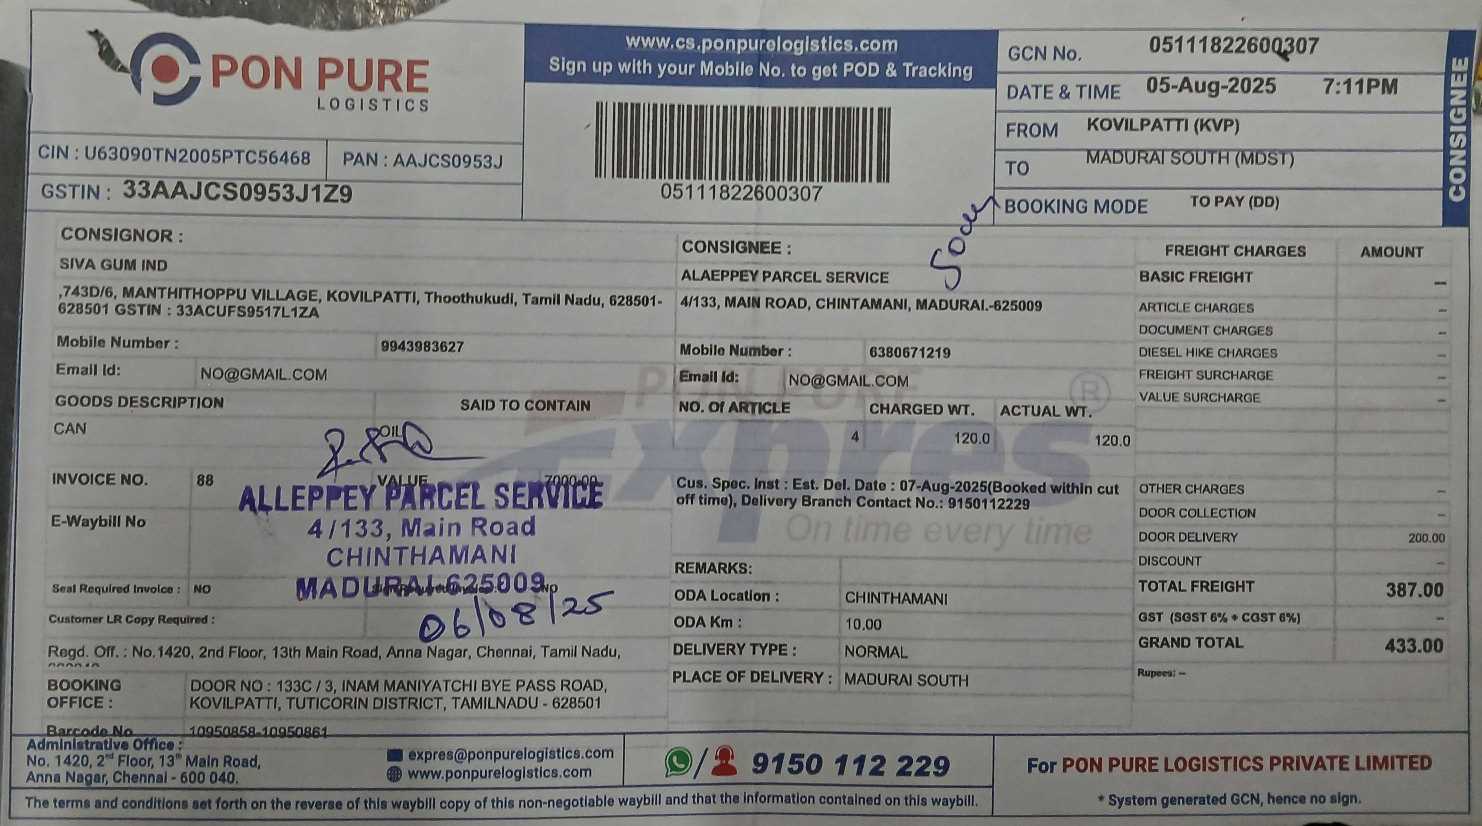 PON PURE
LOGISTICS
www.cs.ponpurelogistics.com
Sign up with your Mobile No. to get POD & Tracking
05111822600307
GCN No. 05111822600307
DATE & TIME 05-Aug-2025 7:11PM
FROM KOVILPATTI (KVP)
TO MADURAI SOUTH (MDST)
BOOKING MODE TO PAY (DD)
CONSIGNEE
CIN : U63090TN2005PTC56468 PAN : AAJCS0953J
GSTIN : 33AAJCS0953J1Z9
CONSIGNOR :
SIVA GUM IND
,743D/6, MANTHITHOPPU VILLAGE, KOVILPATTI, Thoothukudi, Tamil Nadu, 628501-
628501 GSTIN : 33ACUFS9517L1ZA
Mobile Number : 9943983627
Email Id: NO@GMAIL.COM
GOODS DESCRIPTION SAID TO CONTAIN
CAN OIL
INVOICE NO. 88 VALUE 7000.00
E-Waybill No
Seal Required Invoice : NO NO
Customer LR Copy Required :
ALLEPPEY PARCEL SERVICE
4/133, Main Road
CHINTHAMANI
MADURAI-625009
06/08/25
Regd. Off. : No.1420, 2nd Floor, 13th Main Road, Anna Nagar, Chennai, Tamil Nadu,
BOOKING OFFICE : DOOR NO : 133C / 3, INAM MANIYATCHI BYE PASS ROAD,
KOVILPATTI, TUTICORIN DISTRICT, TAMILNADU - 628501
Barcode No 10950858-10950861
CONSIGNEE :
ALAEPPEY PARCEL SERVICE
4/133, MAIN ROAD, CHINTAMANI, MADURAI.-625009
Mobile Number : 6380671219
Email Id: NO@GMAIL.COM
NO. Of ARTICLE CHARGED WT. ACTUAL WT.
4 120.0 120.0
PON PURE
Expres ®
On time every time
Cus. Spec. Inst : Est. Del. Date : 07-Aug-2025(Booked within cut
off time), Delivery Branch Contact No.: 9150112229
REMARKS:
ODA Location : CHINTHAMANI
ODA Km : 10.00
DELIVERY TYPE : NORMAL
PLACE OF DELIVERY : MADURAI SOUTH
FREIGHT CHARGES AMOUNT
BASIC FREIGHT –
ARTICLE CHARGES –
DOCUMENT CHARGES –
DIESEL HIKE CHARGES –
FREIGHT SURCHARGE –
VALUE SURCHARGE –
OTHER CHARGES –
DOOR COLLECTION –
DOOR DELIVERY 200.00
DISCOUNT –
TOTAL FREIGHT 387.00
GST (SGST 6% + CGST 6%) –
GRAND TOTAL 433.00
Rupees: –
Administrative Office :
No. 1420, 2nd Floor, 13th Main Road,
Anna Nagar, Chennai - 600 040.
expres@ponpurelogistics.com
www.ponpurelogistics.com
9150 112 229
For PON PURE LOGISTICS PRIVATE LIMITED
* System generated GCN, hence no sign.
The terms and conditions set forth on the reverse of this waybill copy of this non-negotiable waybill and that the information contained on this waybill.